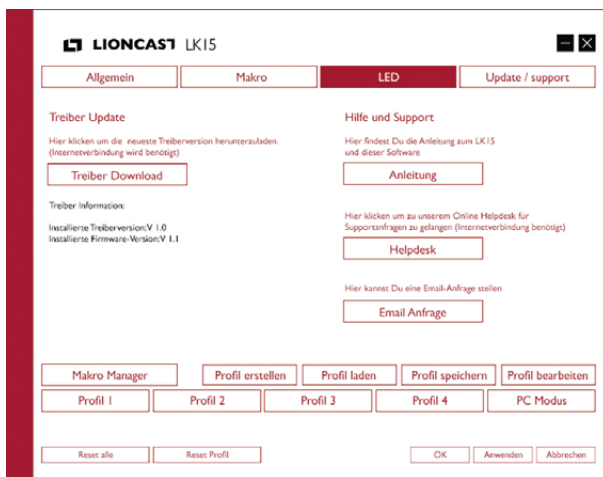 LIONCAST LK15
Allgemein
Makro
LED
Update / support
Treiber Update
Hier klicken um die neueste Treiberversion herunterzuladen.
(Internetverbindung wird benötigt)
Treiber Download
Treiber Information:
Installierte Treiberversion:V 1.0
Installierte Firmware-Version:V 1.1
Hilfe und Support
Hier findest Du die Anleitung zum LK15
und dieser Software
Anleitung
Hier klicken um zu unserem Online Helpdesk für
Supportanfragen zu gelangen (Internetverbindung benötigt)
Helpdesk
Hier kannst Du eine Email-Anfrage stellen
Email Anfrage
Makro Manager
Profil erstellen
Profil laden
Profil speichern
Profil bearbeiten
Profil 1
Profil 2
Profil 3
Profil 4
PC Modus
Reset alle
Reset Profil
OK
Anwenden
Abbrechen